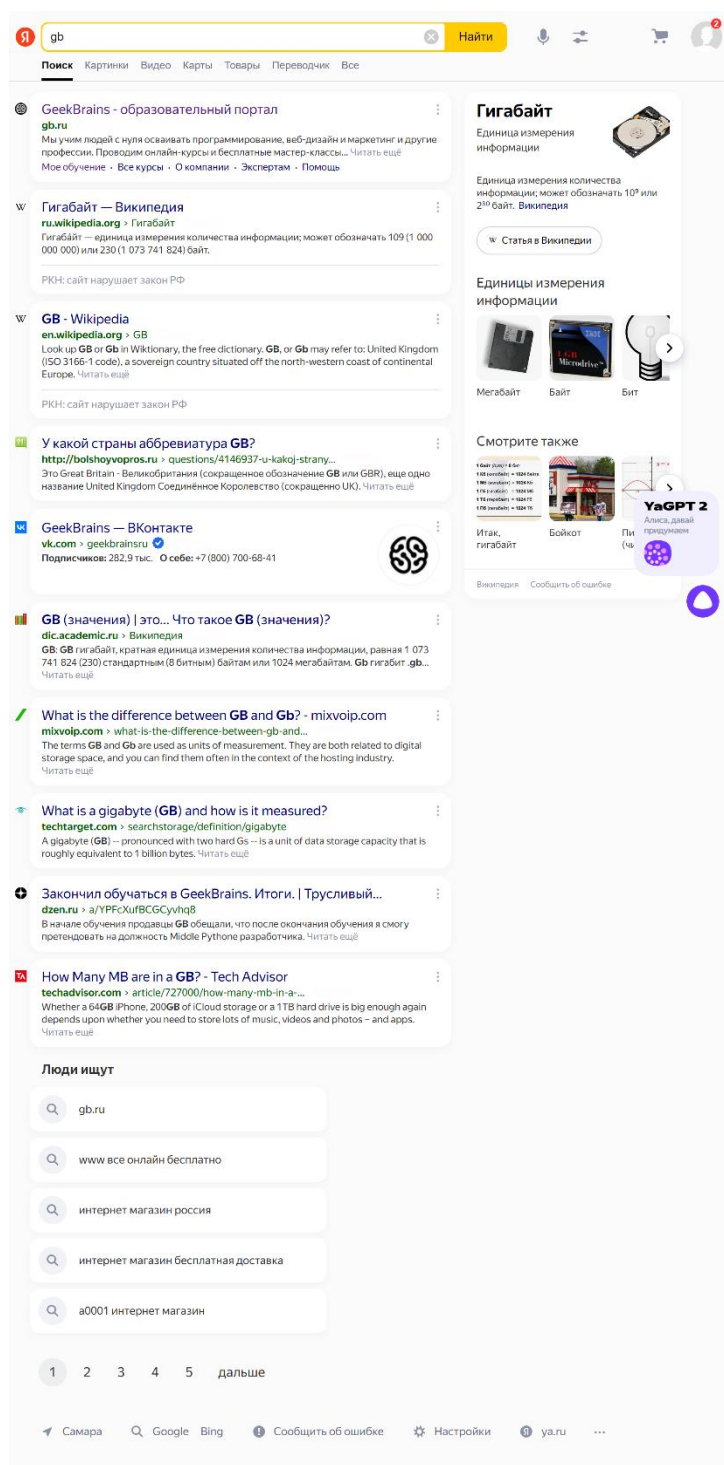 Я
gb
Найти
2
Поиск Картинки Видео Карты Товары Переводчик Все
GeekBrains - образовательный портал
gb.ru
Мы учим людей с нуля осваивать программирование, веб-дизайн и маркетинг и другие
профессии. Проводим онлайн-курсы и бесплатные мастер-классы... Читать ещё
Мое обучение · Все курсы · О компании · Экспертам · Помощь
W
Гигабайт — Википедия
ru.wikipedia.org › Гигабайт
Гигаба́йт — единица измерения количества информации; может обозначать 109 (1 000
000 000) или 230 (1 073 741 824) байт.
РКН: сайт нарушает закон РФ
W
GB - Wikipedia
en.wikipedia.org › GB
Look up GB or Gb in Wiktionary, the free dictionary. GB, or Gb may refer to: United Kingdom
(ISO 3166-1 code), a sovereign country situated off the north-western coast of continental
Europe. Читать ещё
РКН: сайт нарушает закон РФ
У какой страны аббревиатура GB?
http://bolshoyvopros.ru › questions/4146937-u-kakoj-strany...
Это Great Britain - Великобритания (сокращенное обозначение GB или GBR), еще одно
название United Kingdom Соединённое Королевство (сокращенно UK). Читать ещё
GeekBrains — ВКонтакте
vk.com › geekbrainsru
Подписчиков: 282,9 тыс. О себе: +7 (800) 700-68-41
GB (значения) | это... Что такое GB (значения)?
dic.academic.ru › Википедия
GB: GB гигабайт, кратная единица измерения количества информации, равная 1 073
741 824 (230) стандартным (8 битным) байтам или 1024 мегабайтам. Gb гигабит .gb...
Читать ещё
What is the difference between GB and Gb? - mixvoip.com
mixvoip.com › what-is-the-difference-between-gb-and...
The terms GB and Gb are used as units of measurement. They are both related to digital
storage space, and you can find them often in the context of the hosting industry.
Читать ещё
What is a gigabyte (GB) and how is it measured?
techtarget.com › searchstorage/definition/gigabyte
A gigabyte (GB) -- pronounced with two hard Gs -- is a unit of data storage capacity that is
roughly equivalent to 1 billion bytes. Читать ещё
Закончил обучаться в GeekBrains. Итоги. | Трусливый...
dzen.ru › a/YPFcXufBCGCyvhq8
В начале обучения продавцы GB обещали, что после окончания обучения я смогу
претендовать на должность Middle Pythone разработчика. Читать ещё
TA
How Many MB are in a GB? - Tech Advisor
techadvisor.com › article/727000/how-many-mb-in-a-...
Whether a 64GB iPhone, 200GB of iCloud storage or a 1TB hard drive is big enough again
depends upon whether you need to store lots of music, videos and photos – and apps.
Читать ещё
Люди ищут
gb.ru
www все онлайн бесплатно
интернет магазин россия
интернет магазин бесплатная доставка
а0001 интернет магазин
1 2 3 4 5 дальше
Самара Google Bing Сообщить об ошибке Настройки ya.ru ...
Гигабайт
Единица измерения
информации
Единица измерения количества
информации; может обозначать 10⁹ или
2³⁰ байт. Википедия
W Статья в Википедии
Единицы измерения
информации
1 GB
Microdrive
Мегабайт Байт Бит
Смотрите также
Итак,
гигабайт
Бойкот
Пи
(чи
YaGPT 2
Алиса, давай
придумаем
Википедия Сообщить об ошибке